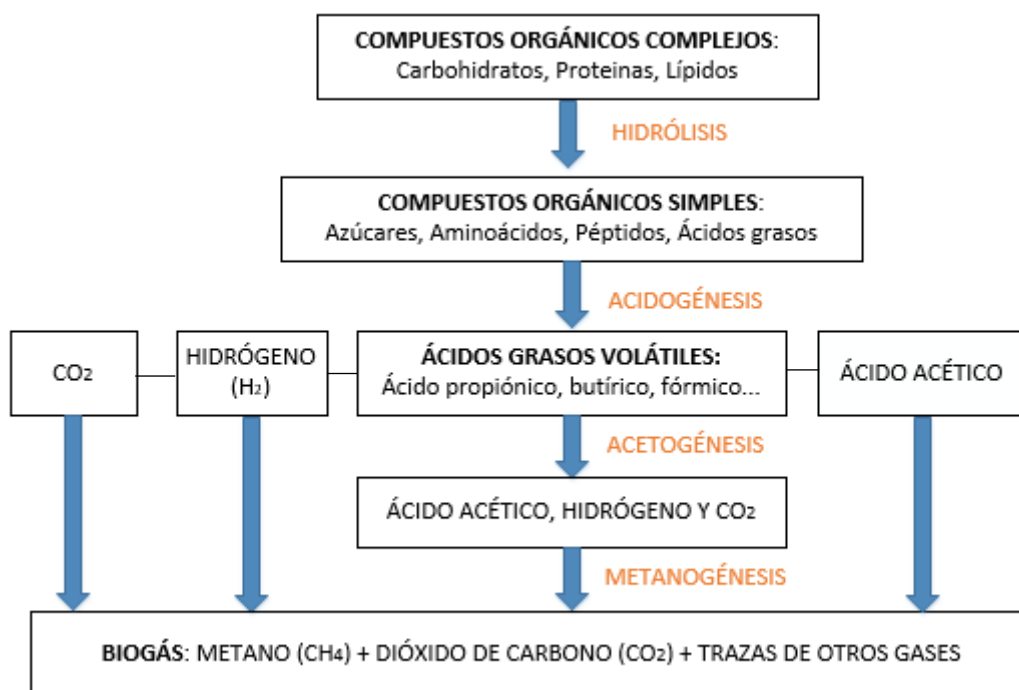 COMPUESTOS ORGÁNICOS COMPLEJOS:
Carbohidratos, Proteinas, Lípidos
HIDRÓLISIS
COMPUESTOS ORGÁNICOS SIMPLES:
Azúcares, Aminoácidos, Péptidos, Ácidos grasos
ACIDOGÉNESIS
CO₂
HIDRÓGENO
(H₂)
ÁCIDOS GRASOS VOLÁTILES:
Ácido propiónico, butírico, fórmico...
ÁCIDO ACÉTICO
ACETOGÉNESIS
ÁCIDO ACÉTICO, HIDRÓGENO Y CO₂
METANOGÉNESIS
BIOGÁS: METANO (CH₄) + DIÓXIDO DE CARBONO (CO₂) + TRAZAS DE OTROS GASES